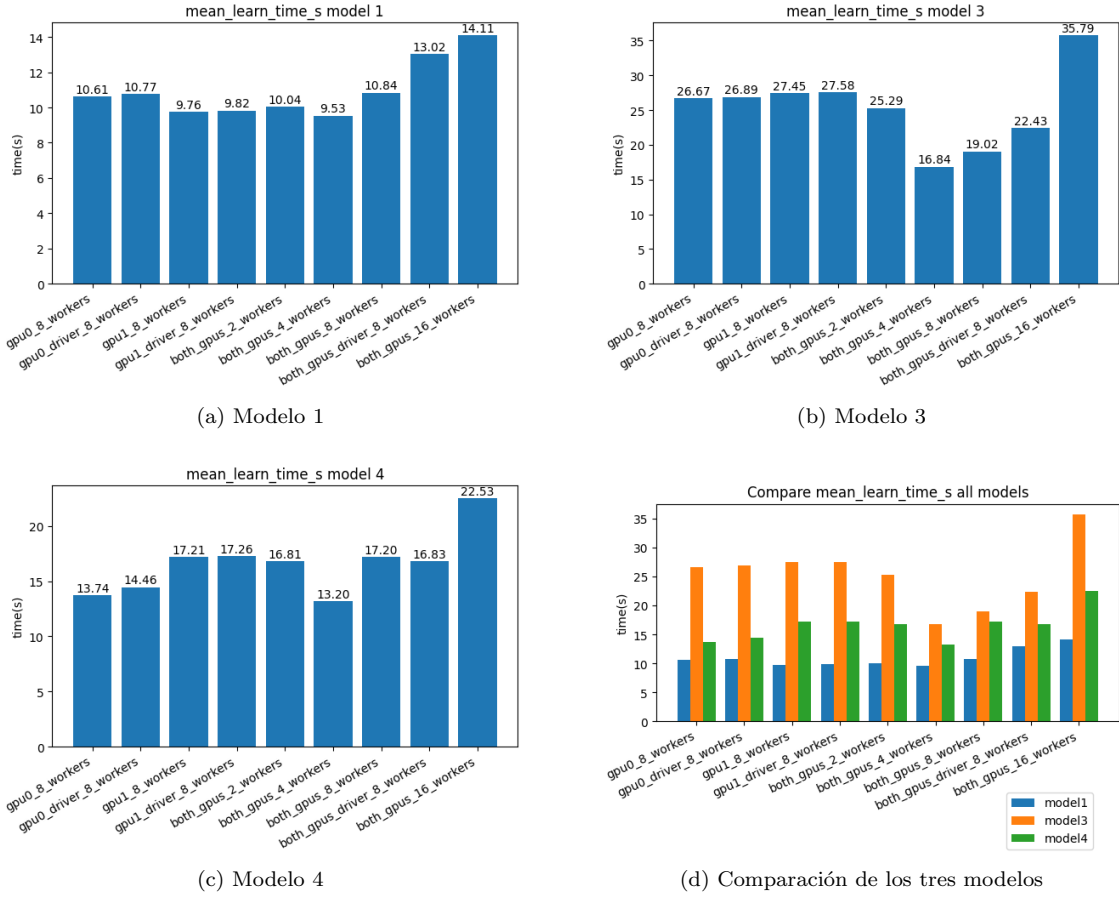 mean_learn_time_s model 1
time(s)
14
12
10
8
6
4
2
0
10.61
10.77
9.76
9.82
10.04
9.53
10.84
13.02
14.11
gpu0_8_workers
gpu0_driver_8_workers
gpu1_8_workers
gpu1_driver_8_workers
both_gpus_2_workers
both_gpus_4_workers
both_gpus_8_workers
both_gpus_driver_8_workers
both_gpus_16_workers
(a) Modelo 1
mean_learn_time_s model 3
time(s)
35
30
25
20
15
10
5
0
26.67
26.89
27.45
27.58
25.29
16.84
19.02
22.43
35.79
gpu0_8_workers
gpu0_driver_8_workers
gpu1_8_workers
gpu1_driver_8_workers
both_gpus_2_workers
both_gpus_4_workers
both_gpus_8_workers
both_gpus_driver_8_workers
both_gpus_16_workers
(b) Modelo 3
mean_learn_time_s model 4
time(s)
20
15
10
5
0
13.74
14.46
17.21
17.26
16.81
13.20
17.20
16.83
22.53
gpu0_8_workers
gpu0_driver_8_workers
gpu1_8_workers
gpu1_driver_8_workers
both_gpus_2_workers
both_gpus_4_workers
both_gpus_8_workers
both_gpus_driver_8_workers
both_gpus_16_workers
(c) Modelo 4
Compare mean_learn_time_s all models
time(s)
35
30
25
20
15
10
5
0
gpu0_8_workers
gpu0_driver_8_workers
gpu1_8_workers
gpu1_driver_8_workers
both_gpus_2_workers
both_gpus_4_workers
both_gpus_8_workers
both_gpus_driver_8_workers
both_gpus_16_workers
model1
model3
model4
(d) Comparación de los tres modelos